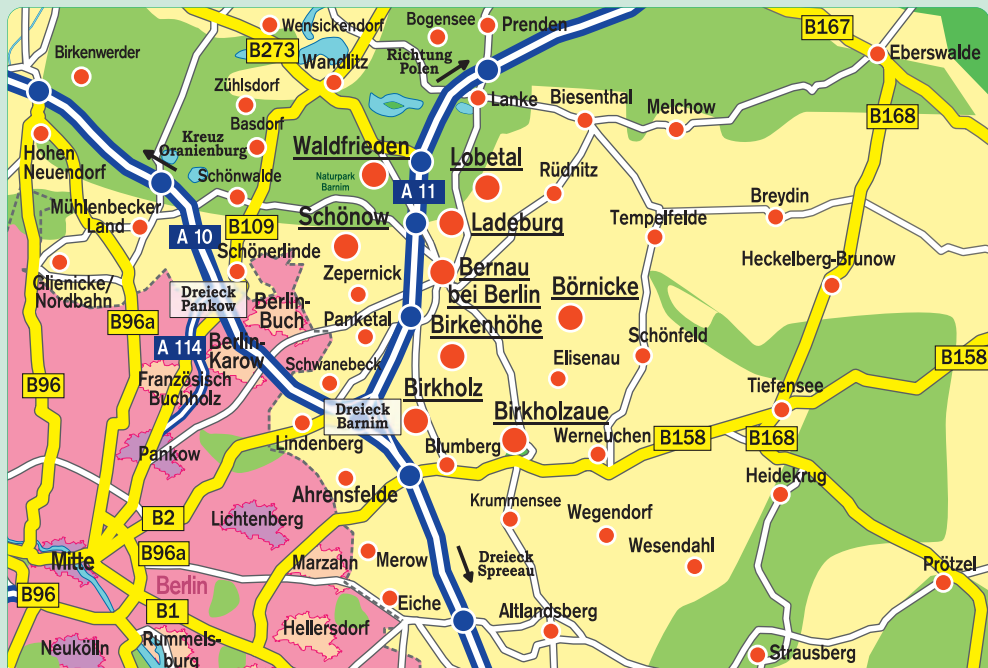 Wensickendorf
Bogensee
Prenden
B167
Birkenwerder
B273
Wandlitz
Richtung
Polen
Eberswalde
Zühlsdorf
Lanke
Biesenthal
Melchow
B168
Basdorf
Kreuz
Oranienburg
Hohen
Neuendorf
Waldfrieden
Lobetal
Schönwalde
Naturpark
Barnim
A 11
Rüdnitz
Mühlenbecker
Land
Schönow
Ladeburg
Tempelfelde
Breydin
A 10
B109
Schönerlinde
Zepernick
Bernau
bei Berlin
Börnicke
Heckelberg-Brunow
Glienicke/
Nordbahn
Dreieck
Pankow
Berlin-
Buch
Panketal
Birkenhöhe
B96a
A 114
Berlin-
Karow
Schönfeld
B158
Schwanebeck
Elisenau
B96
Französisch
Buchholz
Birkholz
Tiefensee
Dreieck
Barnim
Birkholzaue
Lindenberg
Blumberg
Werneuchen
B158
B168
Pankow
Heidekrug
Ahrensfelde
Krummensee
B2
Lichtenberg
Wegendorf
Wesendahl
B96a
Mitte
Marzahn
Merow
Dreieck
Spreeau
Prötzel
Berlin
B96
B1
Eiche
Altlandsberg
Hellersdorf
Neukölln
Rummels-
burg
Strausberg